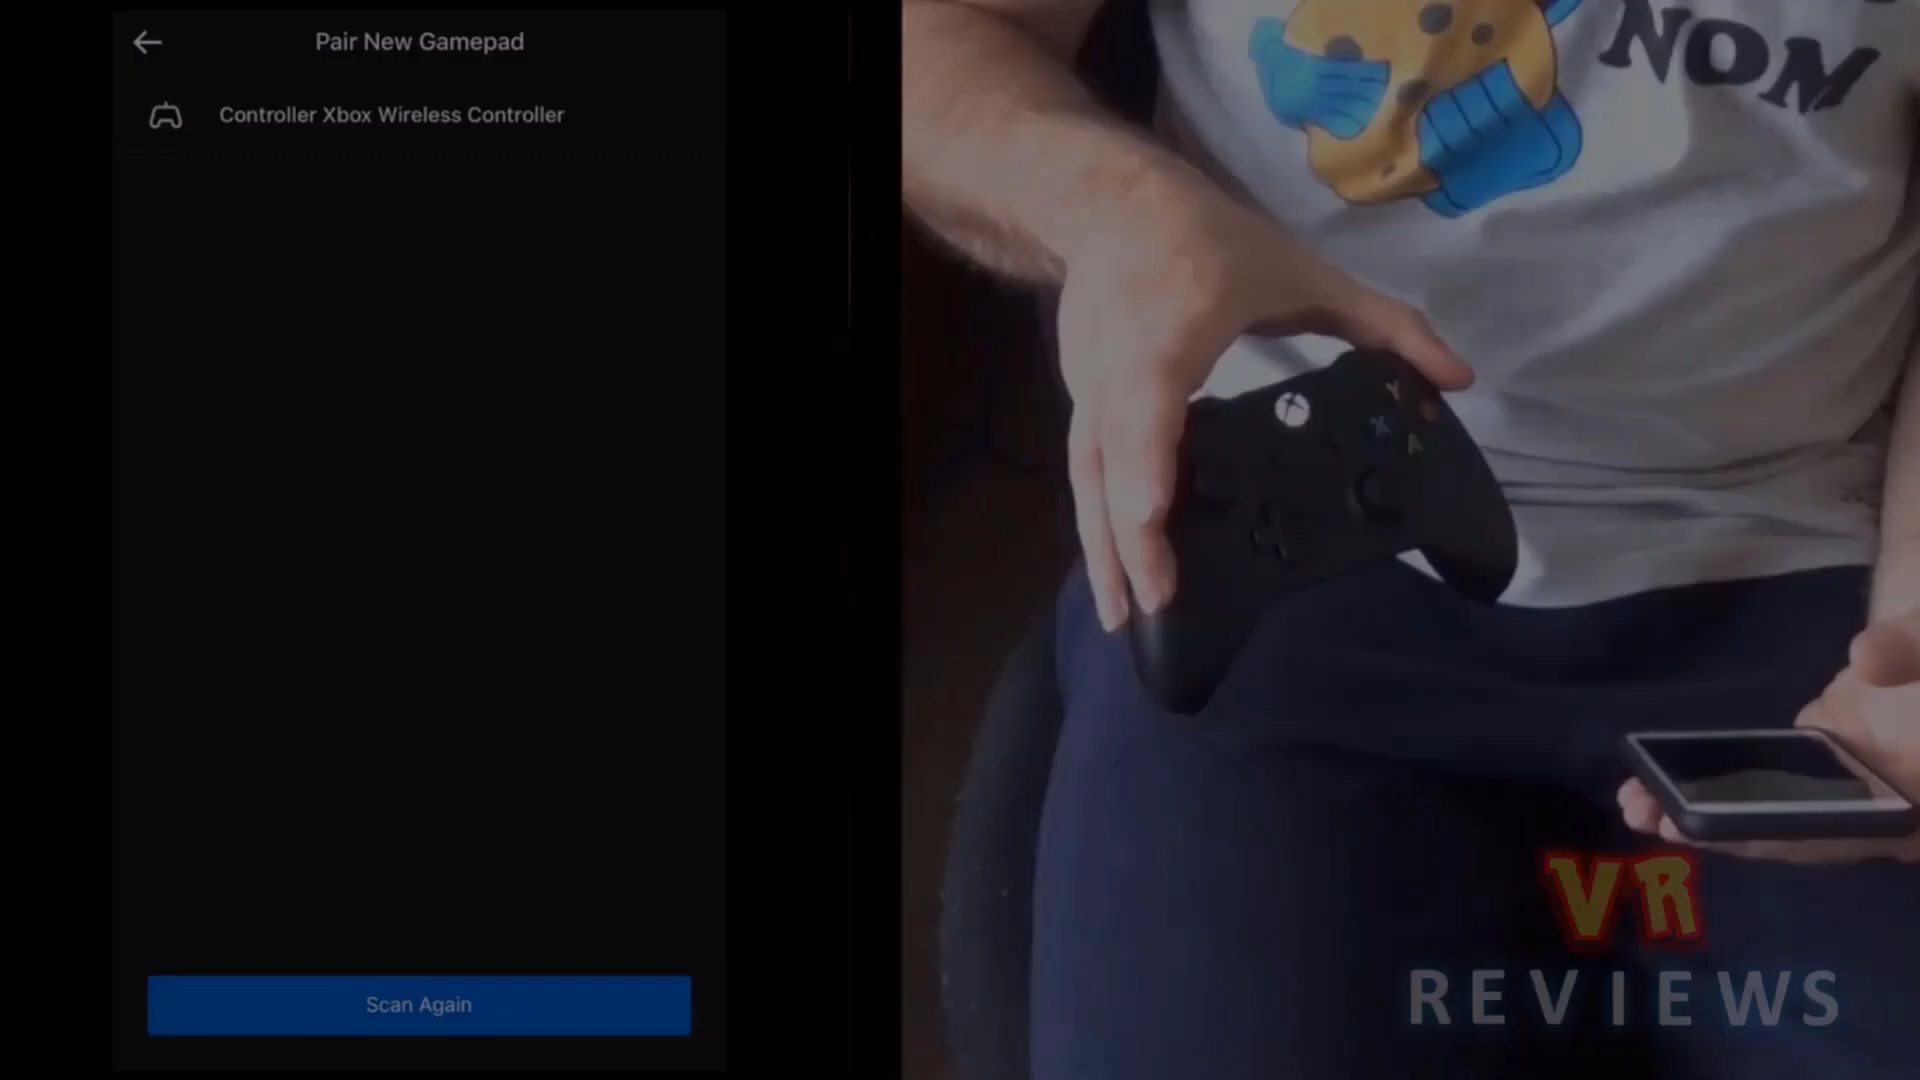 Pair New Gamepad
Controller Xbox Wireless Controller
Scan Again
NOM
Y
X
A
VR
REVIEWS